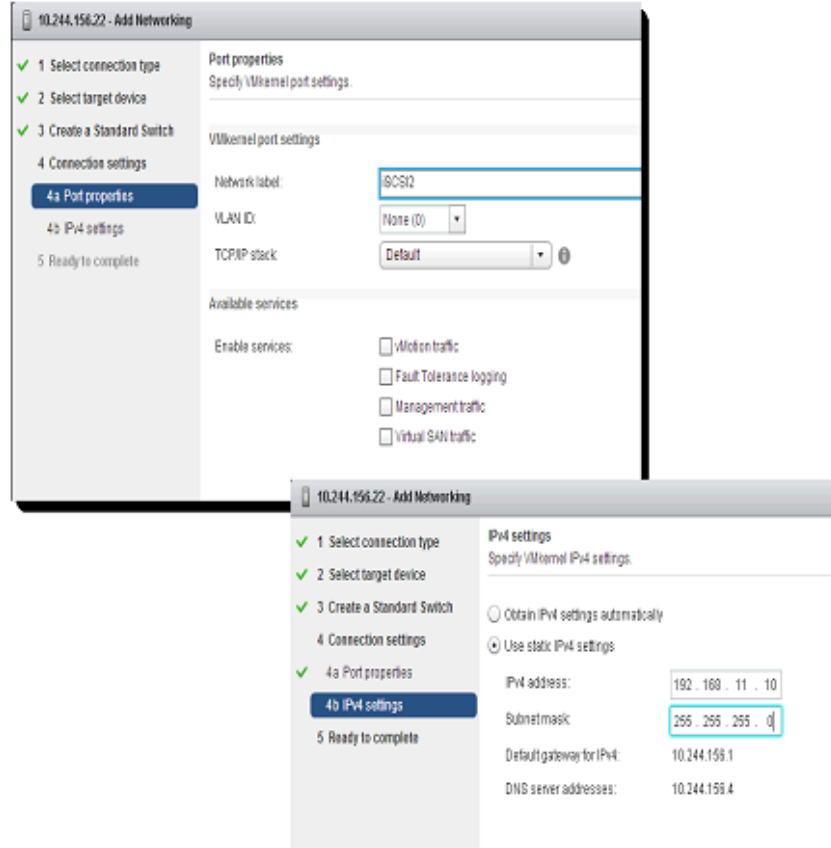 10.244.156.22 - Add Networking
1 Select connection type
2 Select target device
3 Create a Standard Switch
4 Connection settings
4a Port properties
4b IPv4 settings
5 Ready to complete
Port properties
Specify VMkernel port settings.
VMkernel port settings
Network label: iSCSI2
VLAN ID: None (0)
TCP/IP stack: Default
Available services
Enable services:
vMotion traffic
Fault Tolerance logging
Management traffic
Virtual SAN traffic
10.244.156.22 - Add Networking
1 Select connection type
2 Select target device
3 Create a Standard Switch
4 Connection settings
4a Port properties
4b IPv4 settings
5 Ready to complete
IPv4 settings
Specify VMkernel IPv4 settings.
Obtain IPv4 settings automatically
Use static IPv4 settings
IPv4 address: 192 . 168 . 11 . 10
Subnet mask: 255 . 255 . 255 . 0
Default gateway for IPv4: 10.244.156.1
DNS server addresses: 10.244.156.4